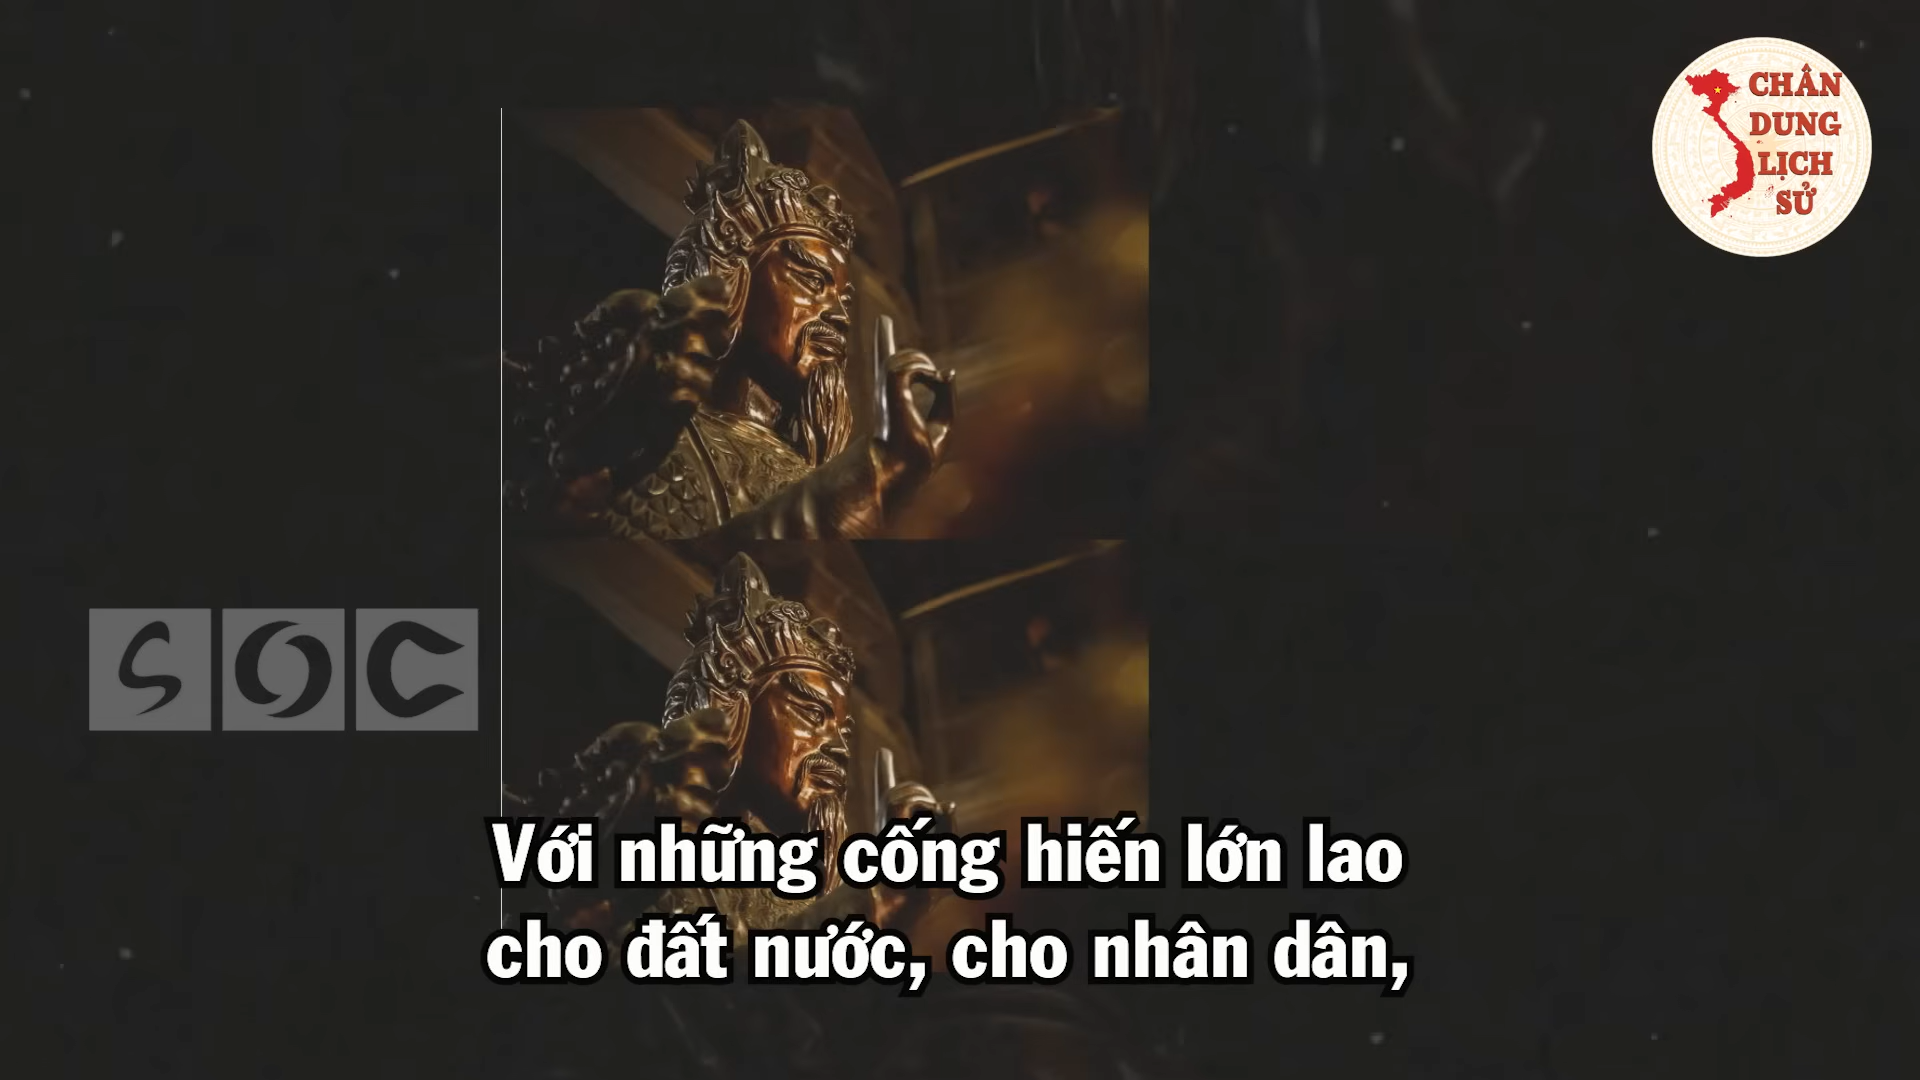 CHÂN
DUNG
LỊCH
SỬ
SOC
Với những cống hiến lớn lao
cho đất nước, cho nhân dân,